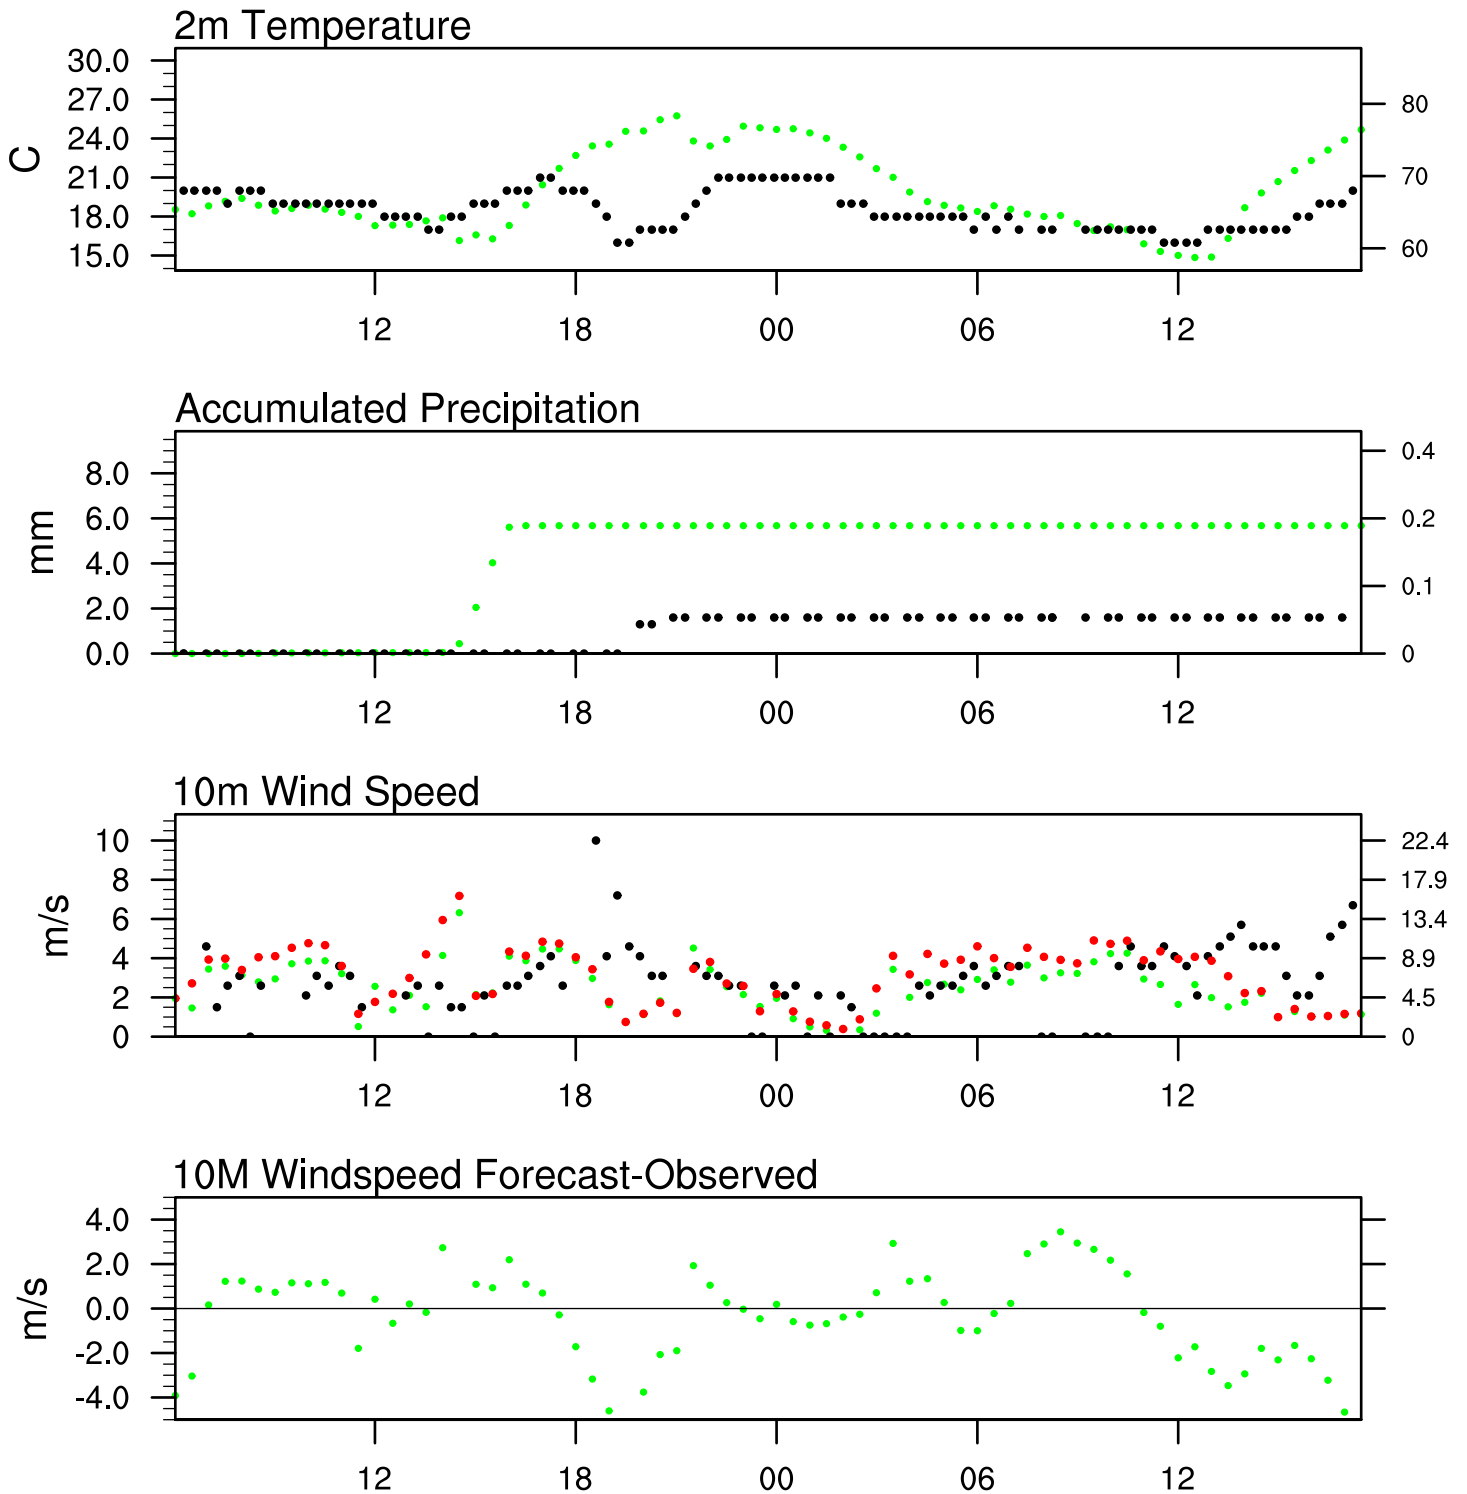 2m Temperature
30.0
27.0
24.0
21.0
18.0
15.0
C
80
70
60
12 18 00 06 12
Accumulated Precipitation
8.0
6.0
4.0
2.0
0.0
mm
0.4
0.2
0.1
0
12 18 00 06 12
10m Wind Speed
10
8
6
4
2
0
m/s
22.4
17.9
13.4
8.9
4.5
0
12 18 00 06 12
10M Windspeed Forecast-Observed
4.0
2.0
0.0
-2.0
-4.0
m/s
12 18 00 06 12